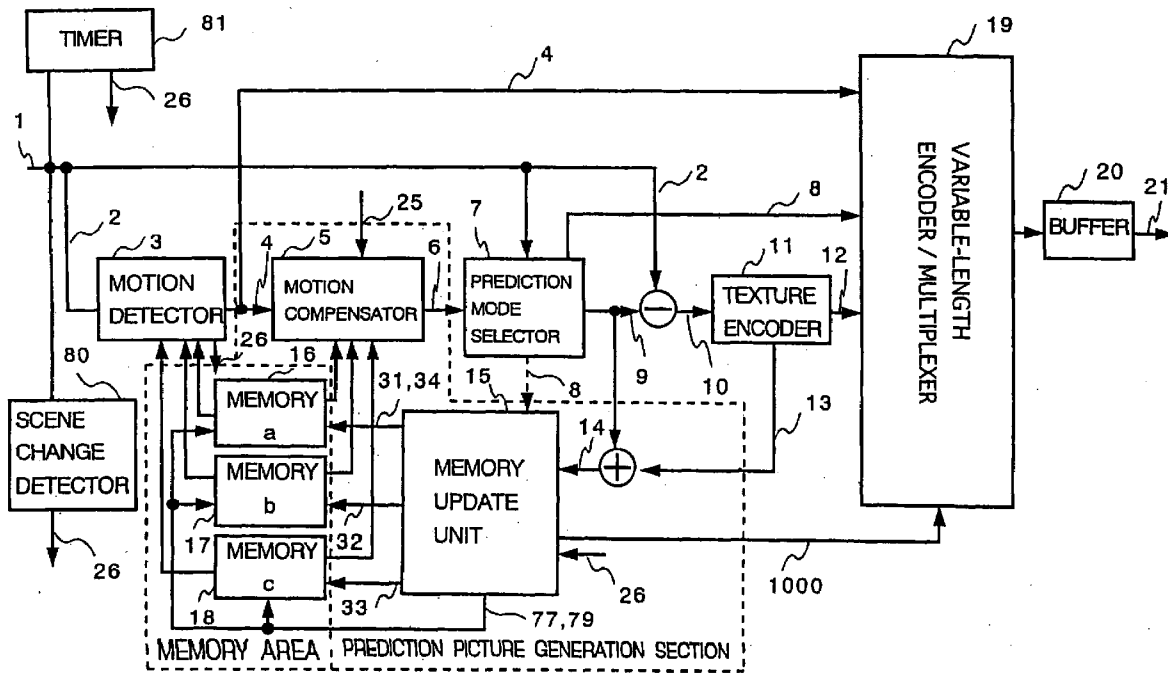 TIMER
81
19
26
4
1
2
25
7
2
8
20
21
3
5
6
11
12
MOTION
DETECTOR
4
MOTION
COMPENSATOR
PREDICTION
MODE
SELECTOR
TEXTURE
ENCODER
VARIABLE-LENGTH
ENCODER / MULTIPLEXER
BUFFER
26
16
9
10
80
31,34
15
8
13
SCENE
CHANGE
DETECTOR
MEMORY
a
14
MEMORY
b
MEMORY
UPDATE
UNIT
17
32
MEMORY
c
26
18
33
26
1000
77,79
MEMORY AREA
PREDICTION PICTURE GENERATION SECTION